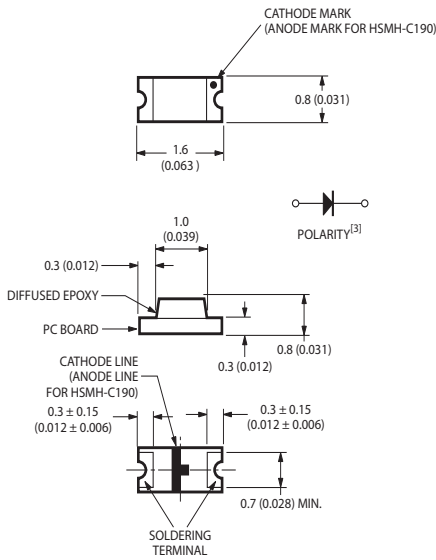 CATHODE MARK
(ANODE MARK FOR HSMH-C190)
0.8 (0.031)
1.6
(0.063 )
1.0
(0.039)
POLARITY[3]
0.3 (0.012)
DIFFUSED EPOXY
PC BOARD
0.8 (0.031)
0.3 (0.012)
CATHODE LINE
(ANODE LINE
FOR HSMH-C190)
0.3 ± 0.15
(0.012 ± 0.006)
0.3 ± 0.15
(0.012 ± 0.006)
0.7 (0.028) MIN.
SOLDERING
TERMINAL